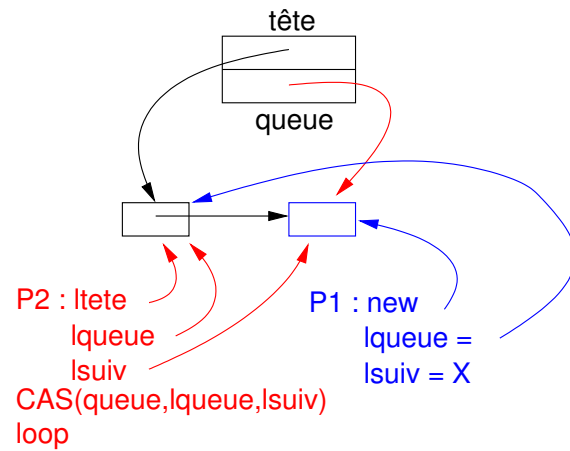 tête
queue
P2 : ltete
lqueue
lsuiv
CAS(queue,lqueue,lsuiv)
loop
P1 : new
lqueue =
lsuiv = X